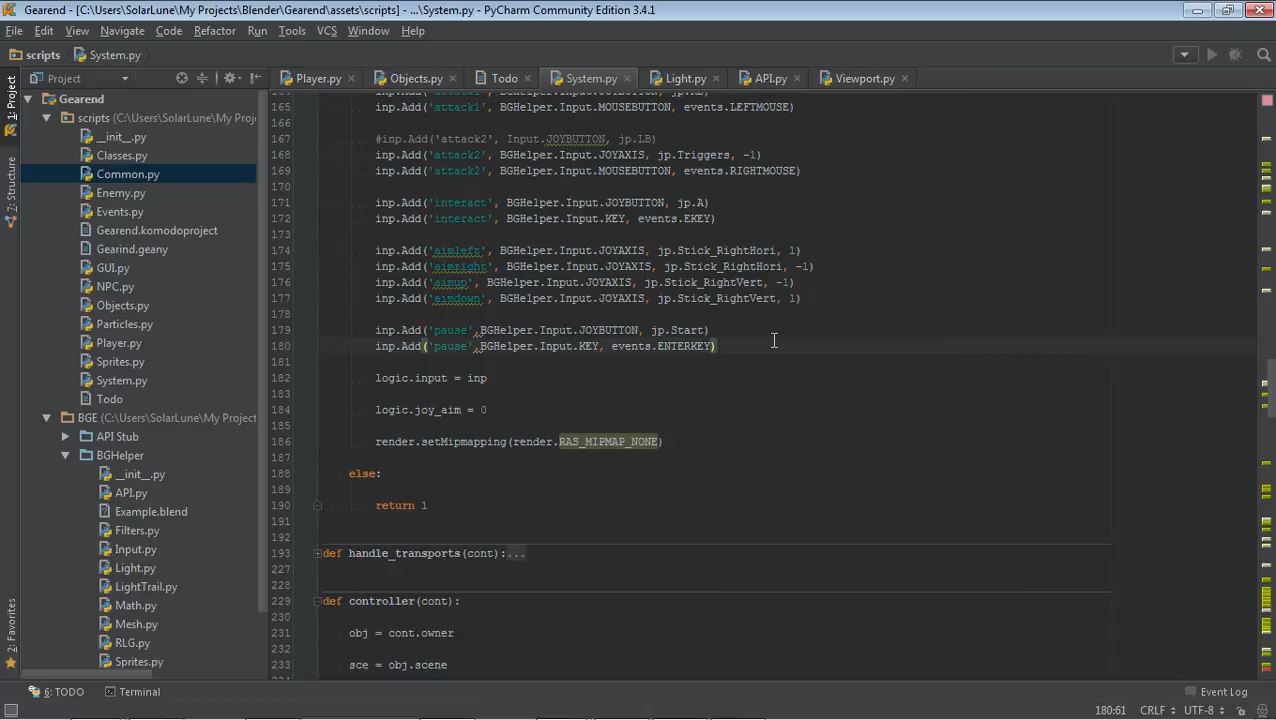 Gearend - [C:\Users\SolarLune\My Projects\Blender\Gearend\assets\scripts] - ...\System.py - PyCharm Community Edition 3.4.1
File Edit View Navigate Code Refactor Run Tools VCS Window Help
scripts System.py
Project Player.py Objects.py Todo System.py Light.py API.py Viewport.py
1: Project
7: Structure
2: Favorites
Gearend
scripts (C:\Users\SolarLune\My Proje
__init__.py
Classes.py
Common.py
Enemy.py
Events.py
Gearend.komodoproject
Gearind.geany
GUI.py
NPC.py
Objects.py
Particles.py
Player.py
Sprites.py
System.py
Todo
BGE (C:\Users\SolarLune\My Project
API Stub
BGHelper
__init__.py
API.py
Example.blend
Filters.py
Input.py
Light.py
LightTrail.py
Math.py
Mesh.py
RLG.py
Sprites.py
165 inp.Add('attack1', BGHelper.Input.MOUSEBUTTON, events.LEFTMOUSE)
166
167 #inp.Add('attack2', Input.JOYBUTTON, jp.LB)
168 inp.Add('attack2', BGHelper.Input.JOYAXIS, jp.Triggers, -1)
169 inp.Add('attack2', BGHelper.Input.MOUSEBUTTON, events.RIGHTMOUSE)
170
171 inp.Add('interact', BGHelper.Input.JOYBUTTON, jp.A)
172 inp.Add('interact', BGHelper.Input.KEY, events.EKEY)
173
174 inp.Add('aimleft', BGHelper.Input.JOYAXIS, jp.Stick_RightHori, 1)
175 inp.Add('aimright', BGHelper.Input.JOYAXIS, jp.Stick_RightHori, -1)
176 inp.Add('aimup', BGHelper.Input.JOYAXIS, jp.Stick_RightVert, -1)
177 inp.Add('aimdown', BGHelper.Input.JOYAXIS, jp.Stick_RightVert, 1)
178
179 inp.Add('pause',BGHelper.Input.JOYBUTTON, jp.Start)
180 inp.Add('pause',BGHelper.Input.KEY, events.ENTERKEY)
181
182 logic.input = inp
183
184 logic.joy_aim = 0
185
186 render.setMipmapping(render.RAS_MIPMAP_NONE)
187
188 else:
189
190 return 1
191
192
193 def handle_transports(cont):...
227
228
229 def controller(cont):
230
231 obj = cont.owner
232
233 sce = obj.scene
6: TODO Terminal Event Log
180:61 CRLF UTF-8